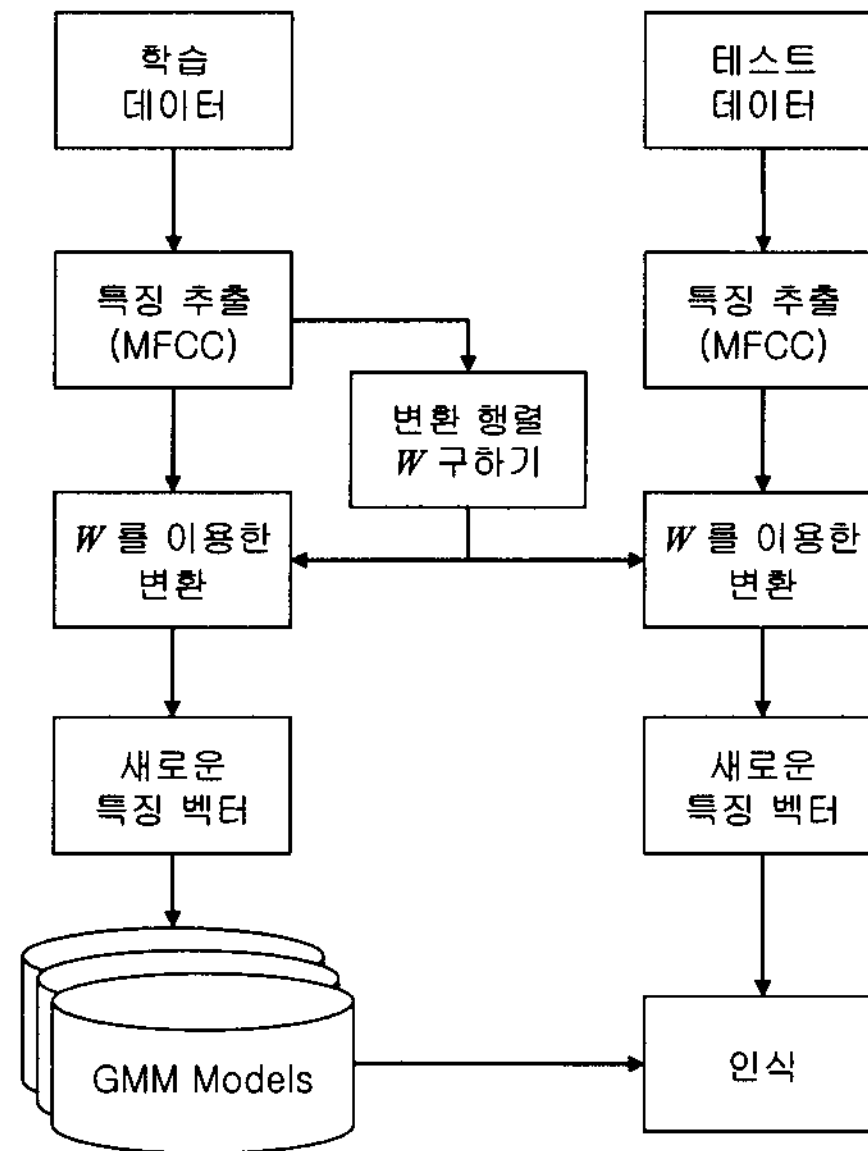 학습
데이터
테스트
데이터
특징 추출
(MFCC)
특징 추출
(MFCC)
변환 행렬
W 구하기
W 를 이용한
변환
W 를 이용한
변환
새로운
특징 벡터
새로운
특징 벡터
GMM Models
인식